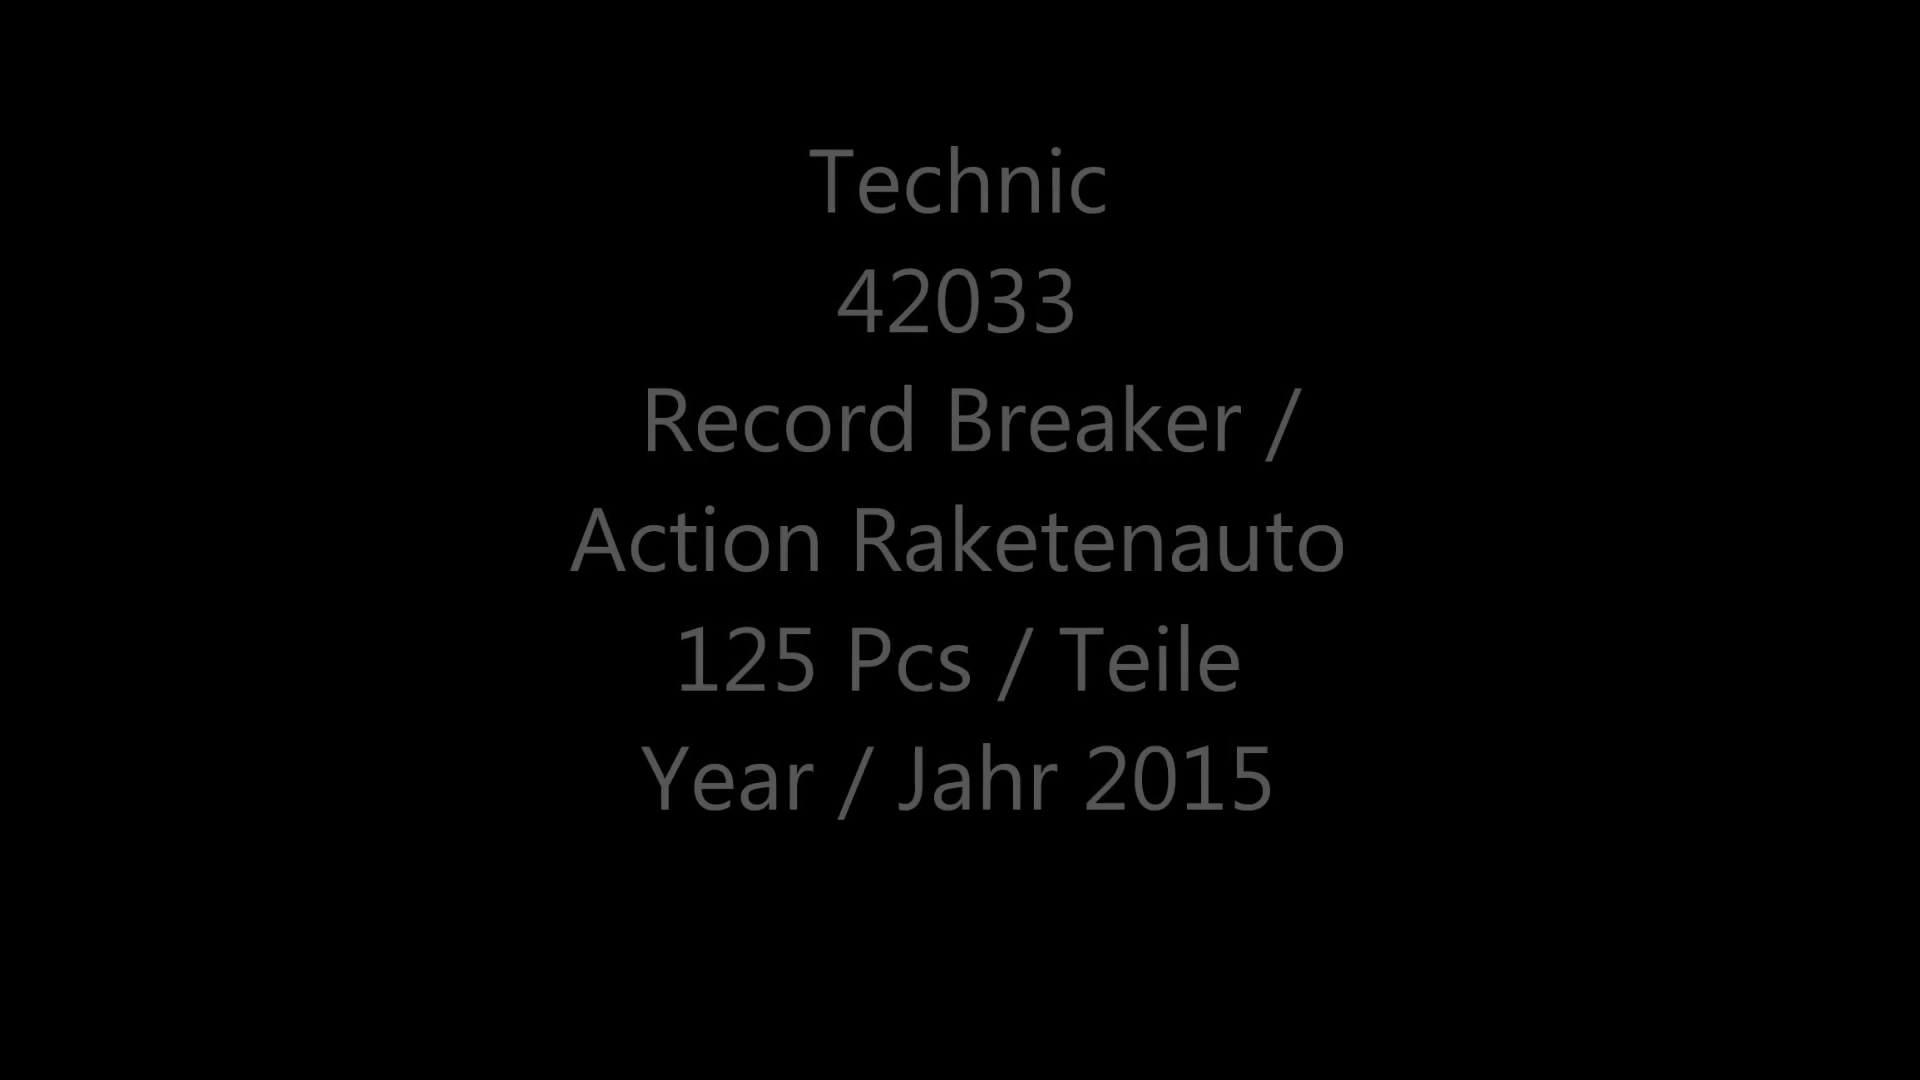 Technic
42033
Record Breaker /
Action Raketenauto
125 Pcs / Teile
Year / Jahr 2015